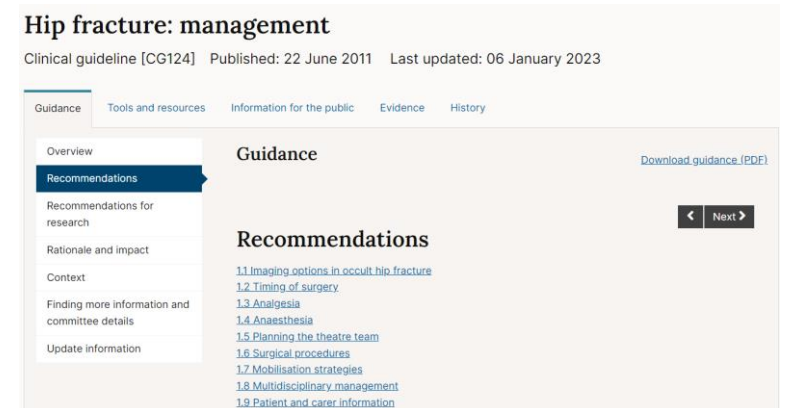 Hip fracture: management
Clinical guideline [CG124] Published: 22 June 2011 Last updated: 06 January 2023
Guidance Tools and resources Information for the public Evidence History
Overview
Recommendations
Recommendations for
research
Rationale and impact
Context
Finding more information and
committee details
Update information
Guidance
Download guidance (PDF)
Next
Recommendations
1.1 Imaging options in occult hip fracture
1.2 Timing of surgery
1.3 Analgesia
1.4 Anaesthesia
1.5 Planning the theatre team
1.6 Surgical procedures
1.7 Mobilisation strategies
1.8 Multidisciplinary management
1.9 Patient and carer information